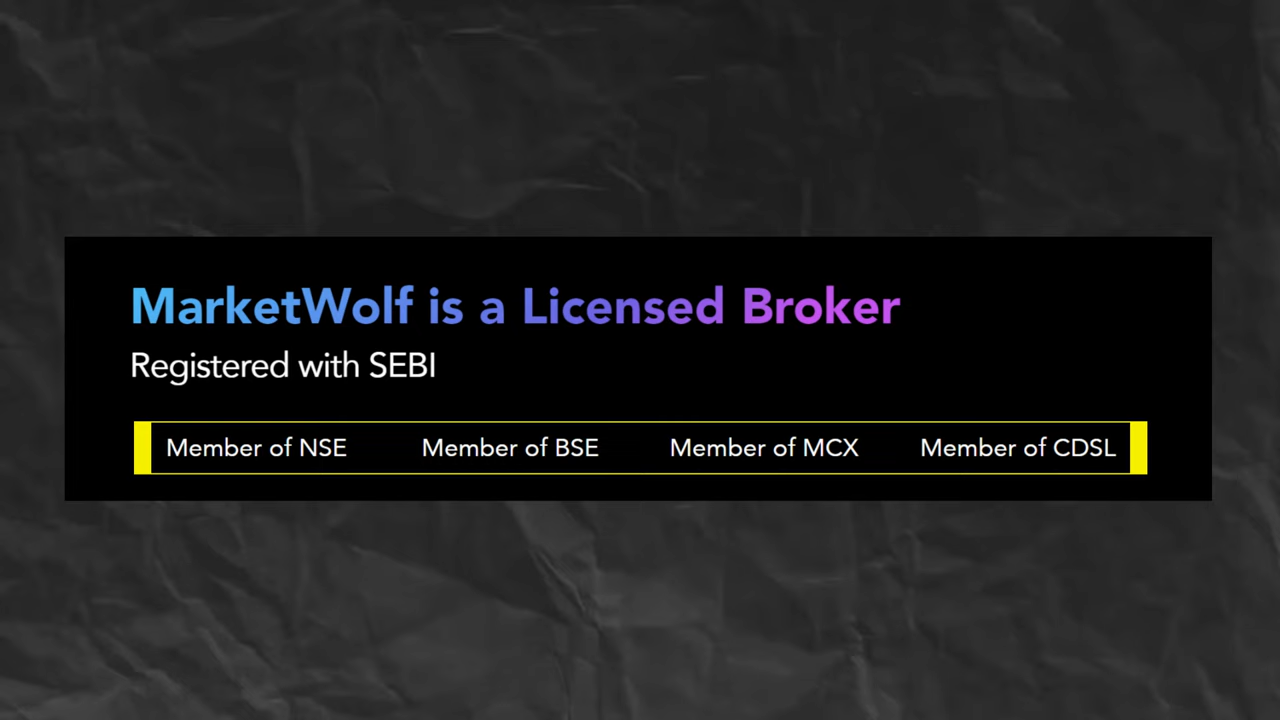 MarketWolf is a Licensed Broker
Registered with SEBI
Member of NSE Member of BSE Member of MCX Member of CDSL